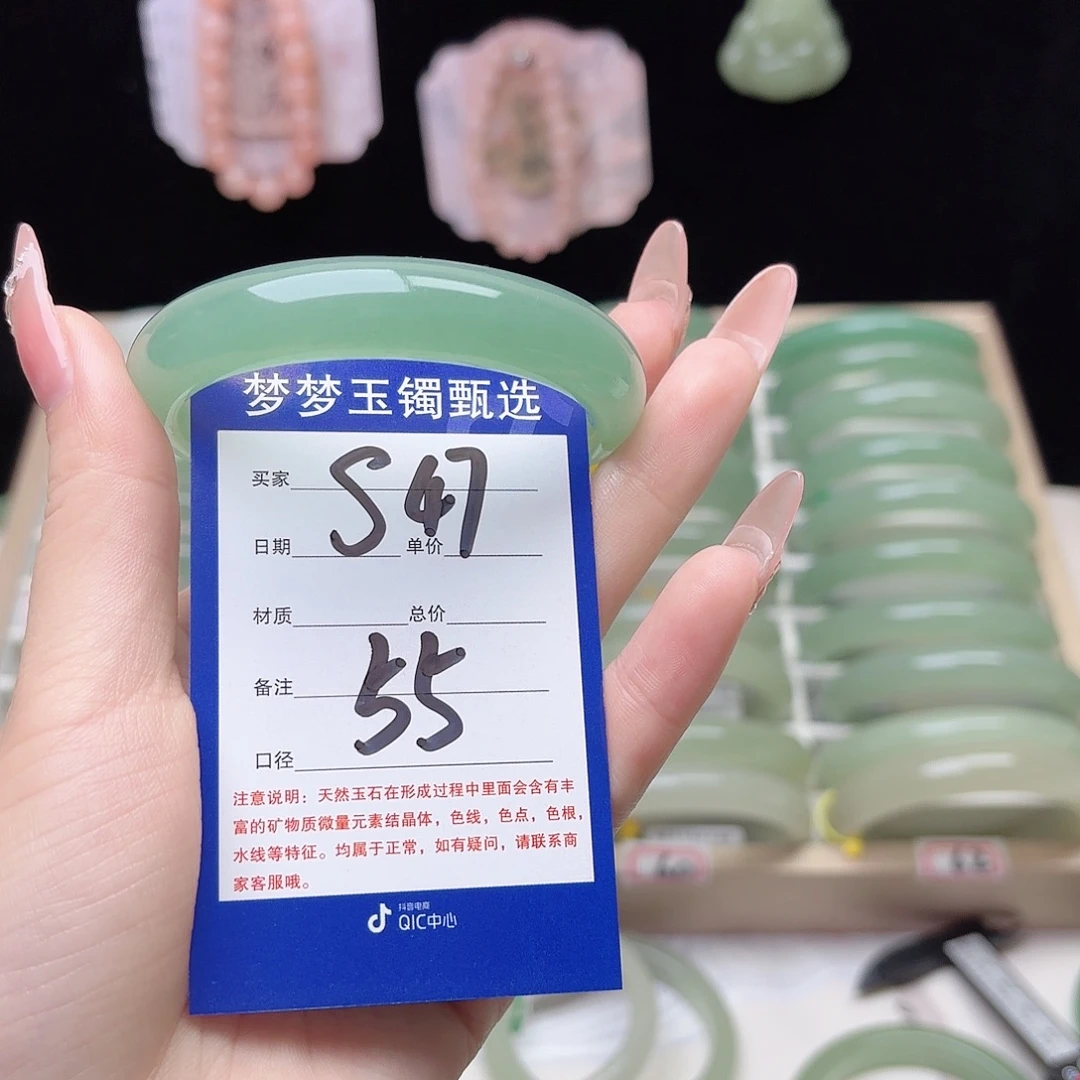 梦梦玉镯甄选
买家
S47
日期 单价
材质 总价
备注
55
口径
注意说明：天然玉石在形成过程中里面会含有丰
富的矿物质微量元素结晶体，色线，色点，色根，
水线等特征。均属于正常，如有疑问，请联系商
家客服哦。
抖音电商
QIC中心